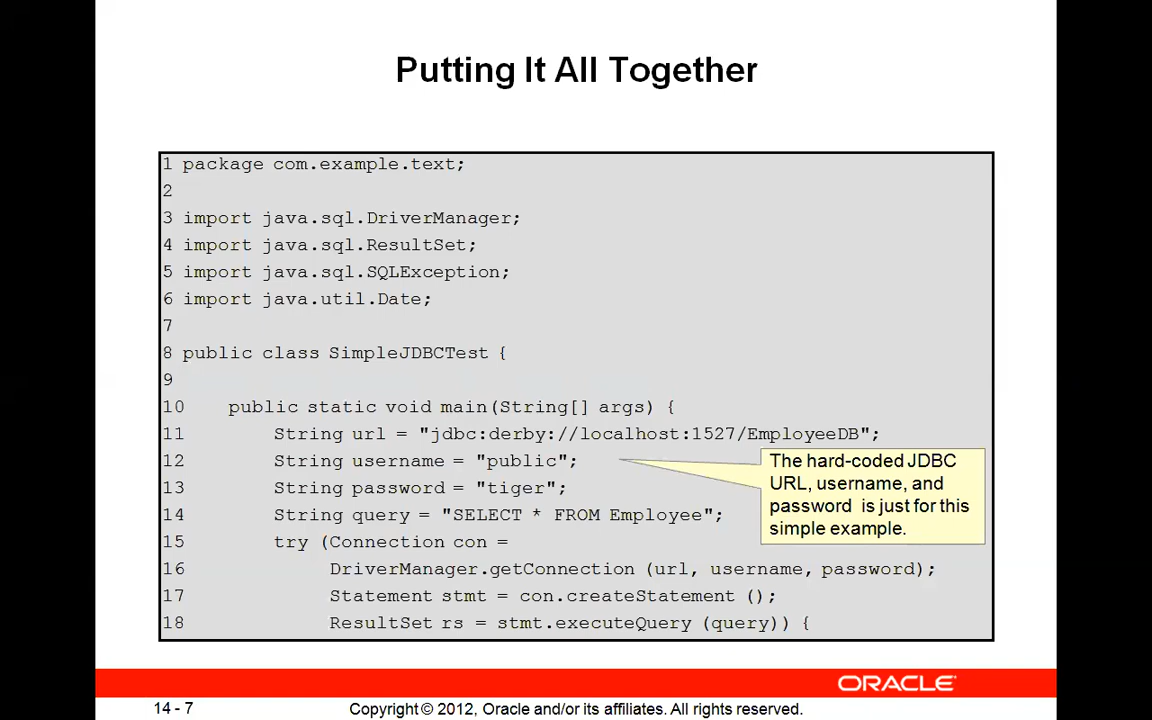 Putting It All Together
1 package com.example.text;
2
3 import java.sql.DriverManager;
4 import java.sql.ResultSet;
5 import java.sql.SQLException;
6 import java.util.Date;
7
8 public class SimpleJDBCTest {
9
10 public static void main(String[] args) {
11 String url = "jdbc:derby://localhost:1527/EmployeeDB";
12 String username = "public";
13 String password = "tiger";
14 String query = "SELECT * FROM Employee";
15 try (Connection con =
16 DriverManager.getConnection (url, username, password);
17 Statement stmt = con.createStatement ();
18 ResultSet rs = stmt.executeQuery (query)) {
The hard-coded JDBC
URL, username, and
password is just for this
simple example.
ORACLE
14 - 7
Copyright © 2012, Oracle and/or its affiliates. All rights reserved.